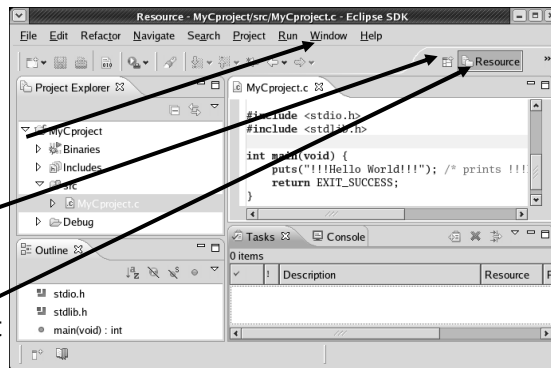 Resource - MyCproject/src/MyCproject.c - Eclipse SDK
File Edit Refactor Navigate Search Project Run Window Help
Resource
Project Explorer
MyCproject.c
MyCproject
Binaries
Includes
src
MyCproject.c
Debug
#include <stdio.h>
#include <stdlib.h>
int main(void) {
puts("!!!Hello World!!!"); /* prints !!!
return EXIT_SUCCESS;
}
Outline
stdio.h
stdlib.h
main(void) : int
Tasks Console
0 items
! Description Resource